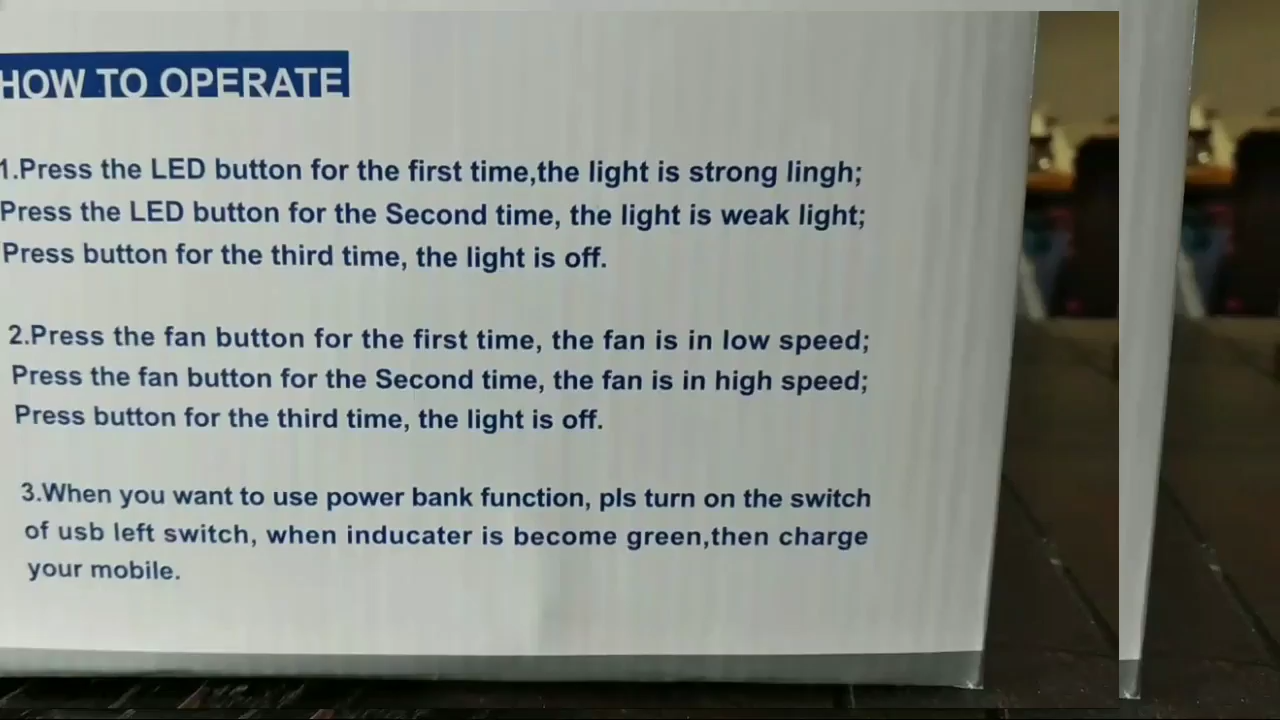 HOW TO OPERATE
1.Press the LED button for the first time,the light is strong lingh;
Press the LED button for the Second time, the light is weak light;
Press button for the third time, the light is off.
2.Press the fan button for the first time, the fan is in low speed;
Press the fan button for the Second time, the fan is in high speed;
Press button for the third time, the light is off.
3.When you want to use power bank function, pls turn on the switch
of usb left switch, when inducater is become green,then charge
your mobile.